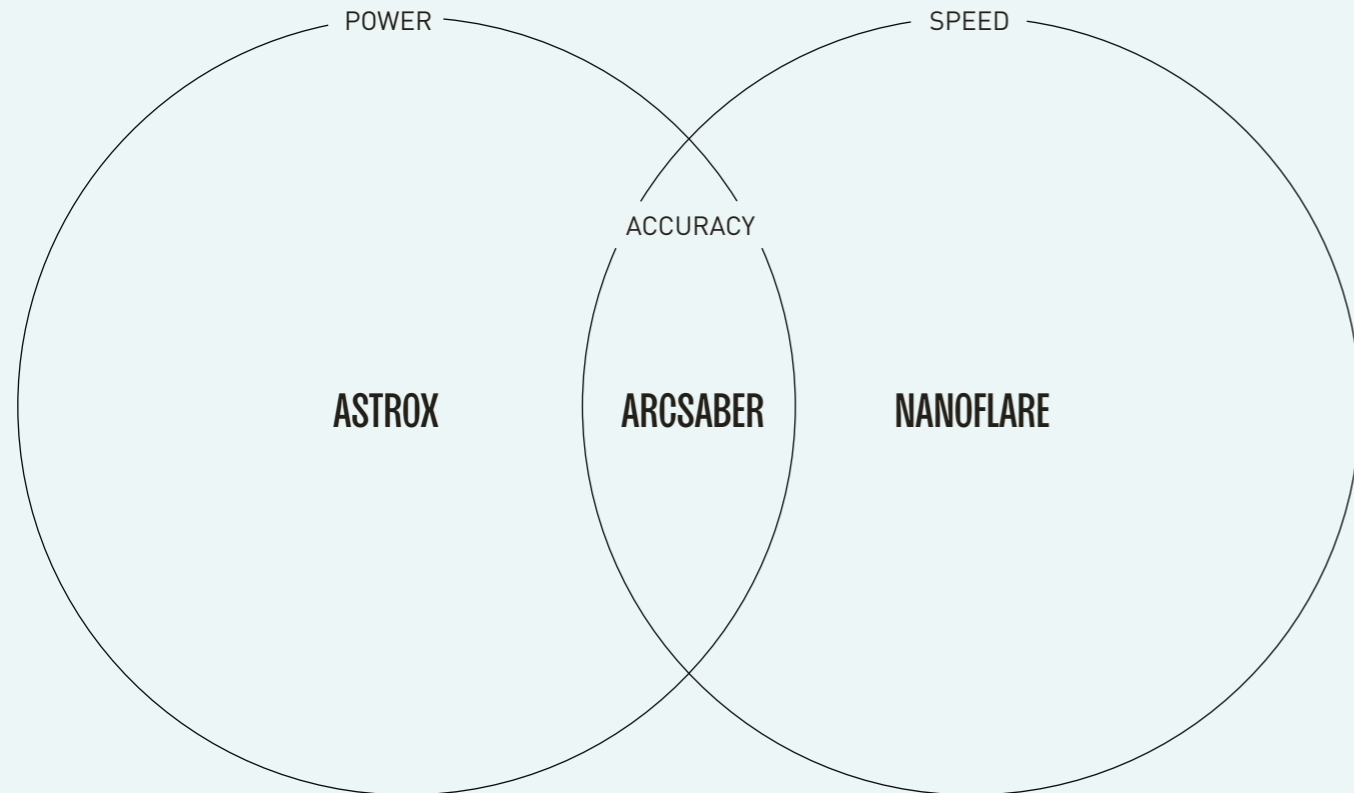 POWER
SPEED
ACCURACY
ASTROX
ARCSABER
NANOFLARE